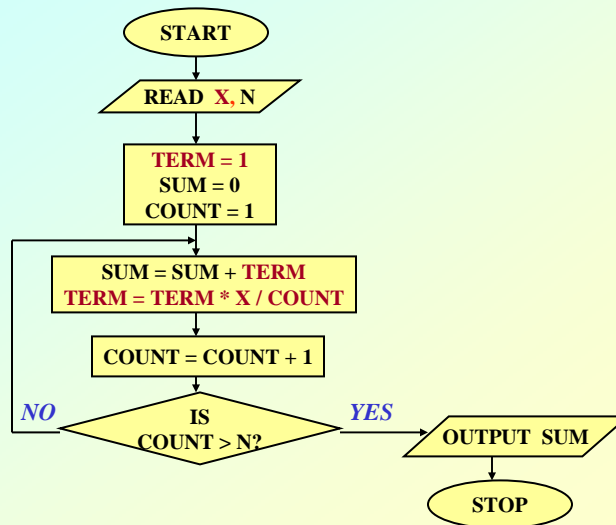 START
READ X, N
TERM = 1
SUM = 0
COUNT = 1
SUM = SUM + TERM
TERM = TERM * X / COUNT
COUNT = COUNT + 1
IS
COUNT > N?
NO
YES
OUTPUT SUM
STOP